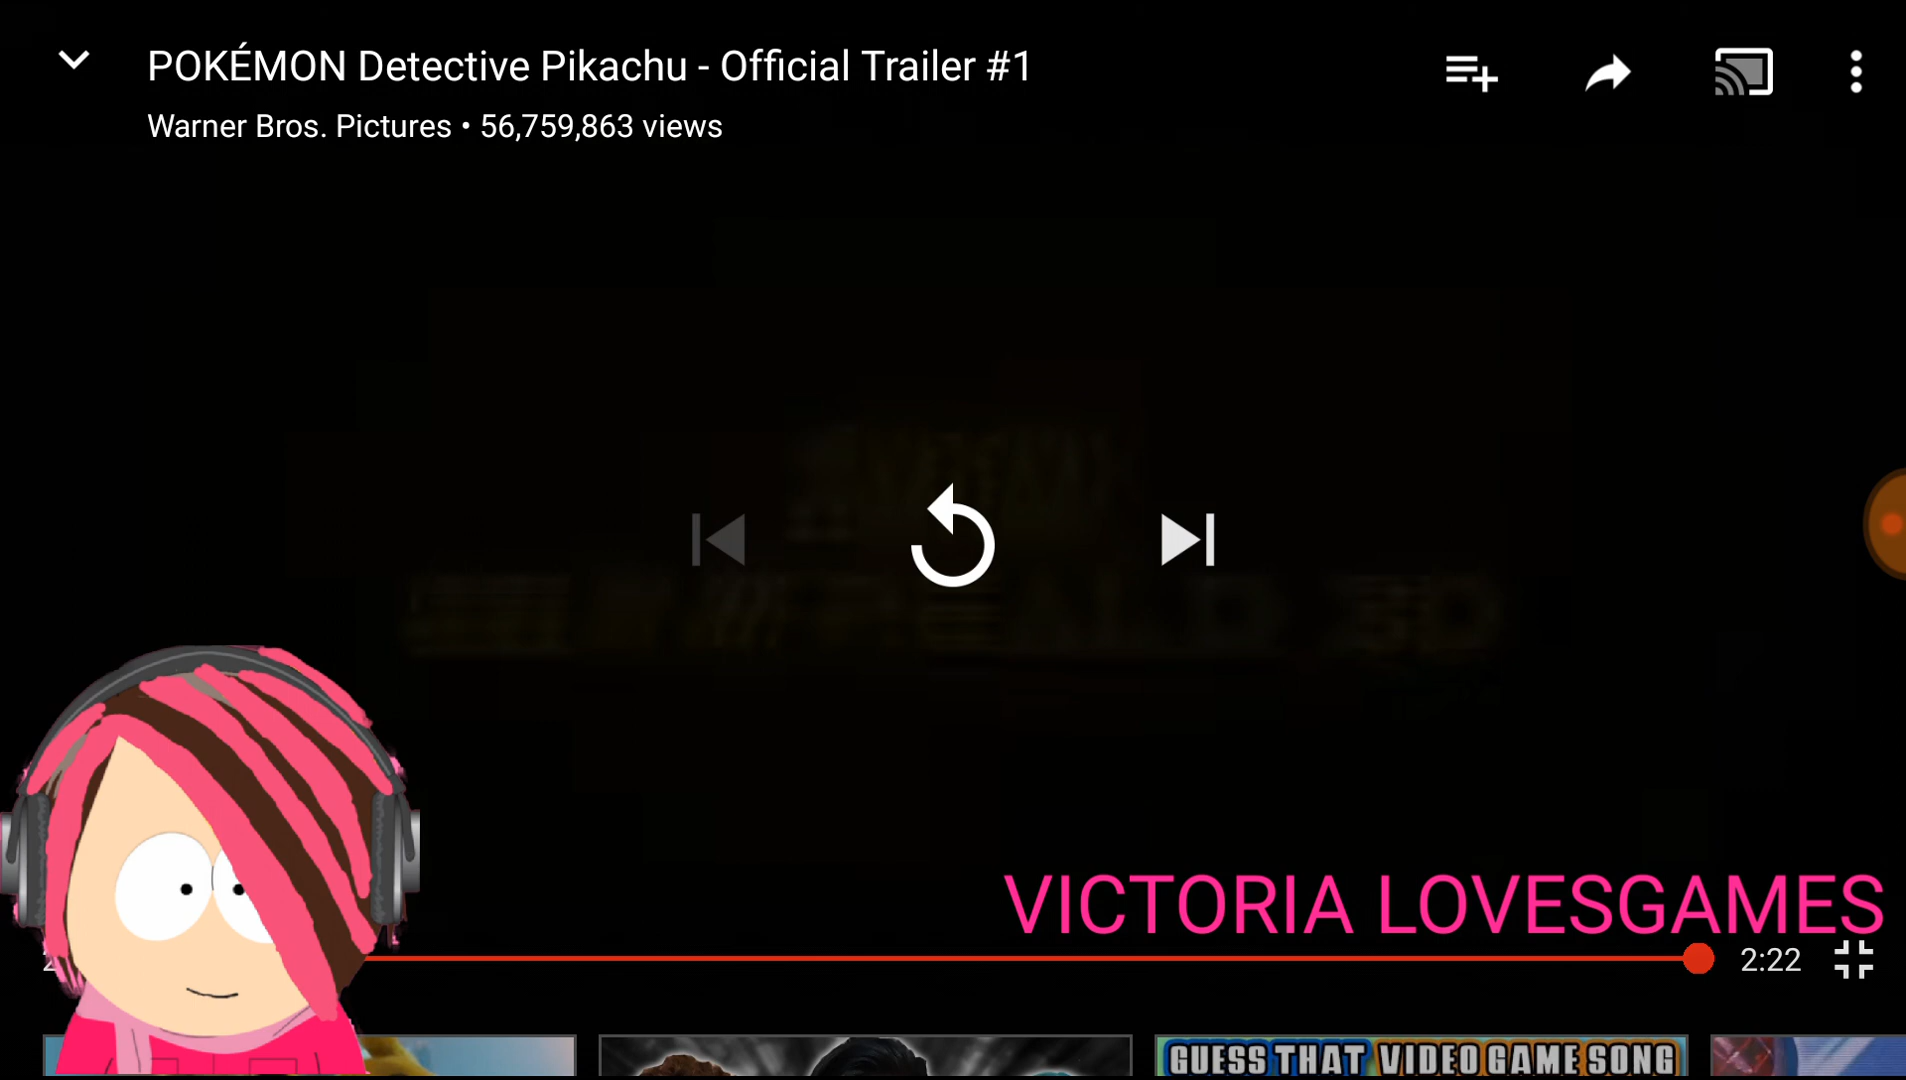 POKÉMON Detective Pikachu - Official Trailer #1
Warner Bros. Pictures • 56,759,863 views
VICTORIA LOVESGAMES
2:22
GUESS THAT VIDEO GAME SONG